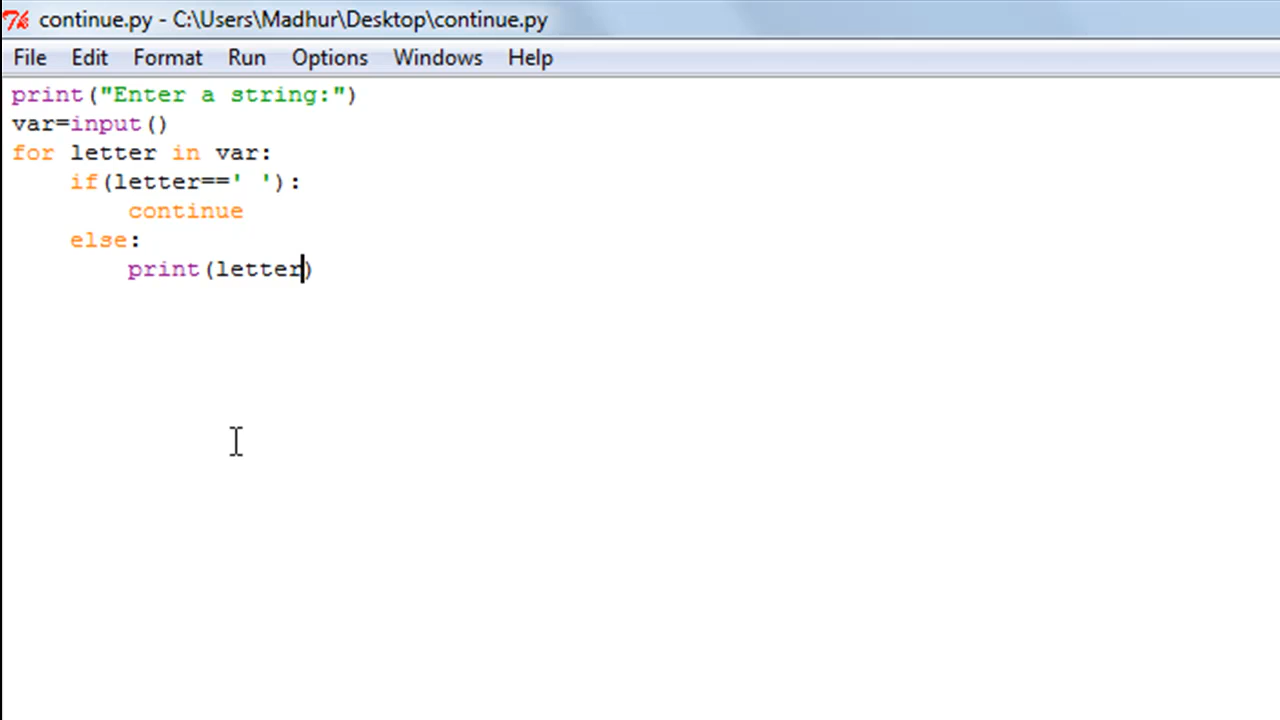 continue.py - C:\Users\Madhur\Desktop\continue.py
File Edit Format Run Options Windows Help
print("Enter a string:")
var=input()
for letter in var:
    if(letter==' '):
        continue
    else:
        print(letter)